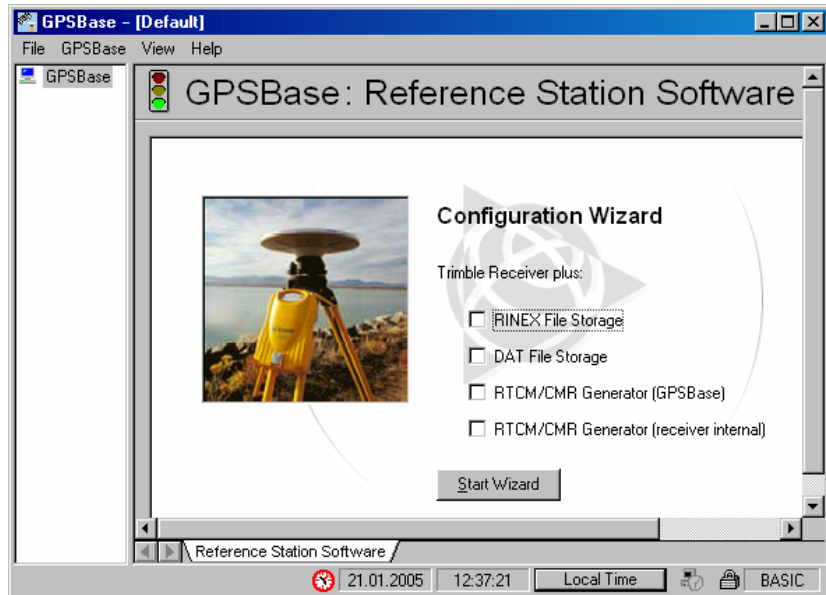 GPSBase – [Default]
File GPSBase View Help
GPSBase
GPSBase: Reference Station Software
Configuration Wizard
Trimble Receiver plus:
RINEX File Storage
DAT File Storage
RTCM/CMR Generator (GPSBase)
RTCM/CMR Generator (receiver internal)
Start Wizard
Reference Station Software
21.01.2005 12:37:21 Local Time BASIC